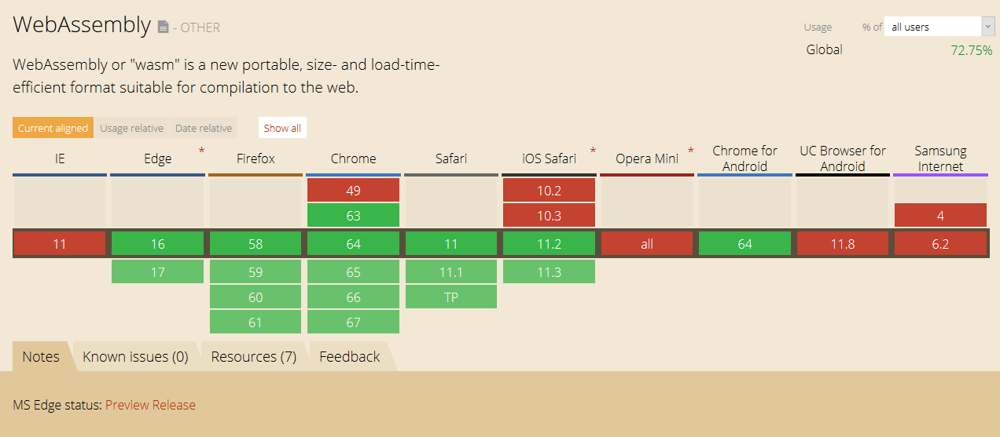 WebAssembly - OTHER
Usage % of all users
Global 72.75%
WebAssembly or "wasm" is a new portable, size- and load-time-
efficient format suitable for compilation to the web.
Current aligned Usage relative Date relative Show all
IE Edge * Firefox Chrome Safari iOS Safari * Opera Mini * Chrome for Android UC Browser for Android Samsung Internet
49 10.2
63 10.3 4
11 16 58 64 11 11.2 all 64 11.8 6.2
17 59 65 11.1 11.3
60 66 TP
61 67
Notes Known issues (0) Resources (7) Feedback
MS Edge status: Preview Release